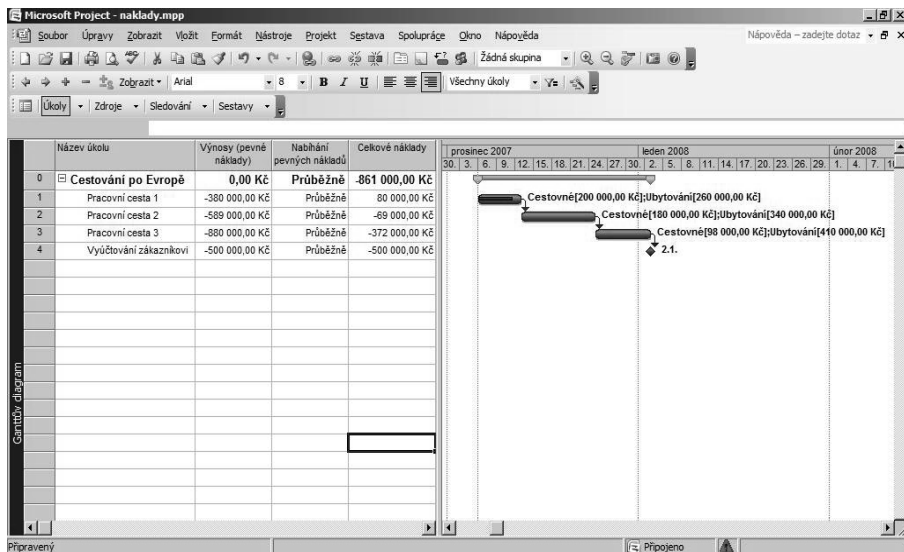 Microsoft Project - naklady.mpp
Soubor Úpravy Zobrazit Vložit Formát Nástroje Projekt Sestava Spolupráce Okno Nápověda Nápověda – zadejte dotaz
Žádná skupina
Zobrazit Arial 8 B I U Všechny úkoly
Úkoly Zdroje Sledování Sestavy
Název úkolu Výnosy (pevné náklady) Nabíhání pevných nákladů Celkové náklady
prosinec 2007 leden 2008 únor 2008
30. 3. 6. 9. 12. 15. 18. 21. 24. 27. 30. 2. 5. 8. 11. 14. 17. 20. 23. 26. 29. 1. 4. 7.
0 Cestování po Evropě 0,00 Kč Průběžně -861 000,00 Kč
1 Pracovní cesta 1 -380 000,00 Kč Průběžně 80 000,00 Kč Cestovné[200 000,00 Kč];Ubytování[260 000,00 Kč]
2 Pracovní cesta 2 -589 000,00 Kč Průběžně -69 000,00 Kč Cestovné[180 000,00 Kč];Ubytování[340 000,00 Kč]
3 Pracovní cesta 3 -880 000,00 Kč Průběžně -372 000,00 Kč Cestovné[98 000,00 Kč];Ubytování[410 000,00 Kč]
4 Vyúčtování zákazníkovi -500 000,00 Kč Průběžně -500 000,00 Kč 2.1.
Ganttův diagram
Připravený Připojeno